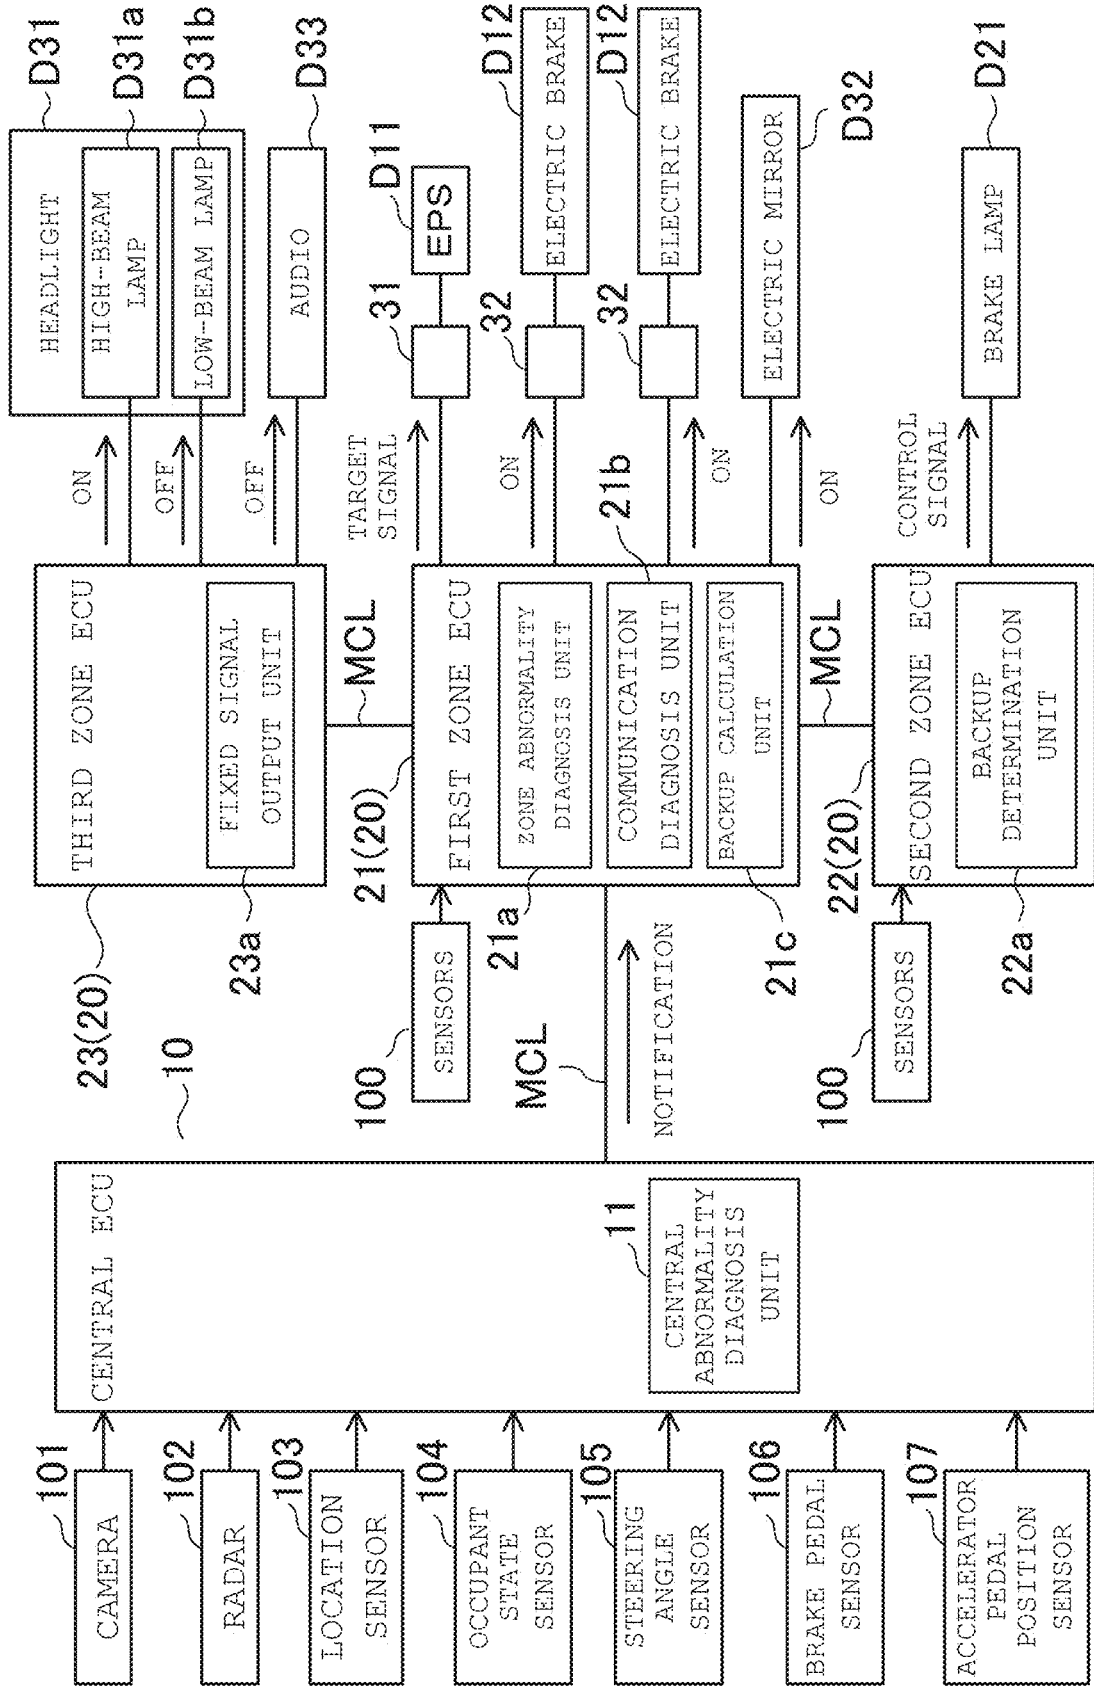 101
CAMERA
102
RADAR
103
LOCATION
SENSOR
104
OCCUPANT
STATE
SENSOR
105
STEERING
ANGLE
SENSOR
106
BRAKE PEDAL
SENSOR
107
ACCELERATOR
PEDAL
POSITION
SENSOR
10
CENTRAL ECU
11
CENTRAL
ABNORMALITY
DIAGNOSIS
UNIT
MCL
NOTIFICATION
23(20)
THIRD ZONE ECU
23a
FIXED SIGNAL
OUTPUT UNIT
MCL
100
SENSORS
21(20)
FIRST ZONE ECU
21a
ZONE ABNORMALITY
DIAGNOSIS UNIT
21b
COMMUNICATION
DIAGNOSIS UNIT
21c
BACKUP CALCULATION
UNIT
MCL
100
SENSORS
22(20)
SECOND ZONE ECU
22a
BACKUP
DETERMINATION
UNIT
ON
OFF
OFF
TARGET
SIGNAL
ON
ON
ON
CONTROL
SIGNAL
HEADLIGHT
D31
HIGH-BEAM
LAMP
D31a
LOW-BEAM LAMP
D31b
AUDIO
D33
31
EPS
D11
32
ELECTRIC BRAKE
D12
32
ELECTRIC BRAKE
D12
ELECTRIC MIRROR
D32
BRAKE LAMP
D21